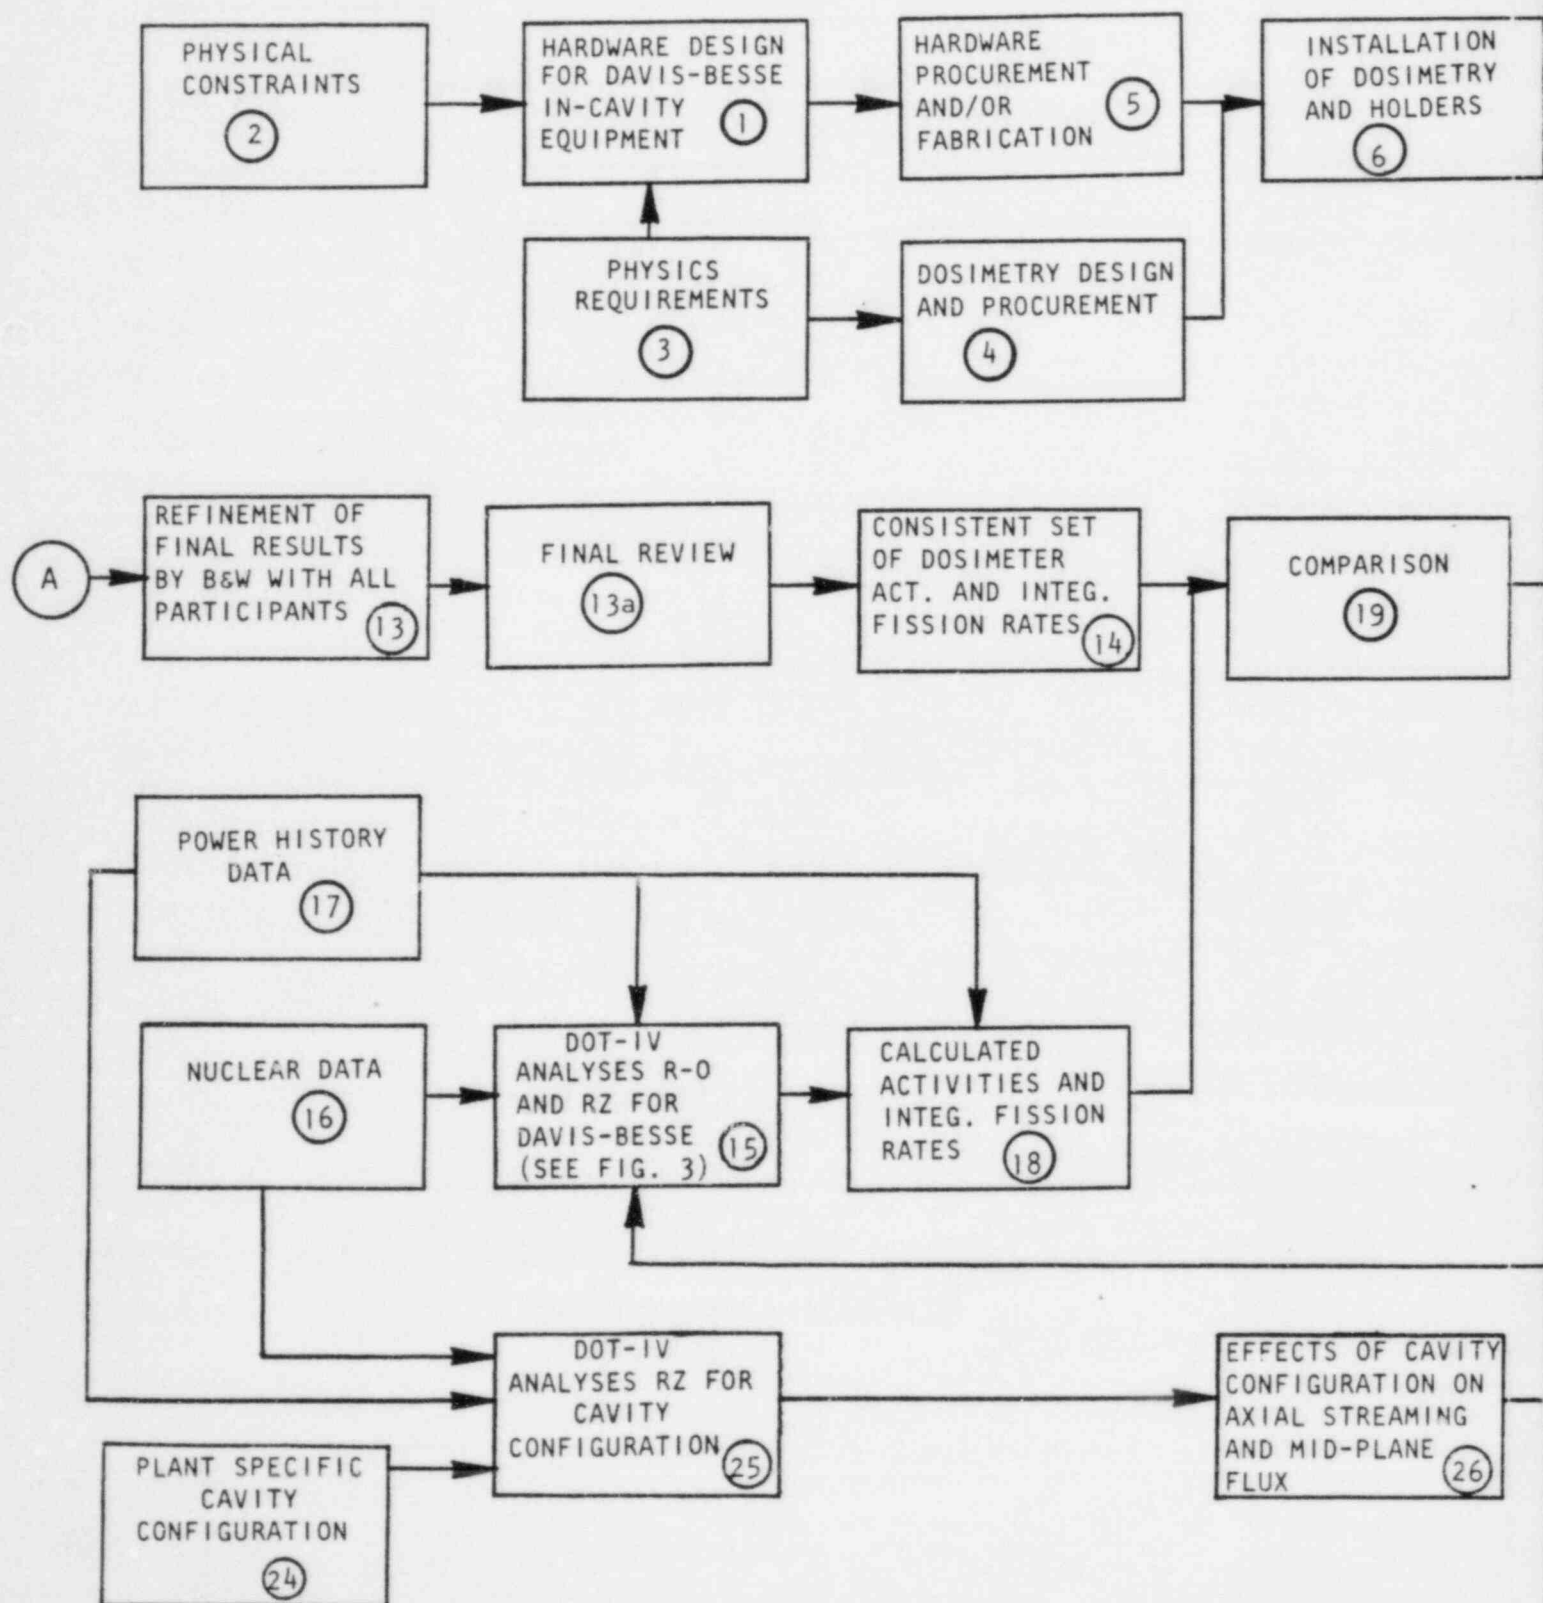 PHYSICAL
CONSTRAINTS
2
HARDWARE DESIGN
FOR DAVIS-BESSE
IN-CAVITY
EQUIPMENT
1
HARDWARE
PROCUREMENT
AND/OR
FABRICATION
5
INSTALLATION
OF DOSIMETRY
AND HOLDERS
6
PHYSICS
REQUIREMENTS
3
DOSIMETRY DESIGN
AND PROCUREMENT
4
A
REFINEMENT OF
FINAL RESULTS
BY B&W WITH ALL
PARTICIPANTS
13
FINAL REVIEW
13a
CONSISTENT SET
OF DOSIMETER
ACT. AND INTEG.
FISSION RATES
14
COMPARISON
19
POWER HISTORY
DATA
17
NUCLEAR DATA
16
DOT-IV
ANALYSES R-O
AND RZ FOR
DAVIS-BESSE
(SEE FIG. 3)
15
CALCULATED
ACTIVITIES AND
INTEG. FISSION
RATES
18
DOT-IV
ANALYSES RZ FOR
CAVITY
CONFIGURATION
25
EFFECTS OF CAVITY
CONFIGURATION ON
AXIAL STREAMING
AND MID-PLANE
FLUX
26
PLANT SPECIFIC
CAVITY
CONFIGURATION
24